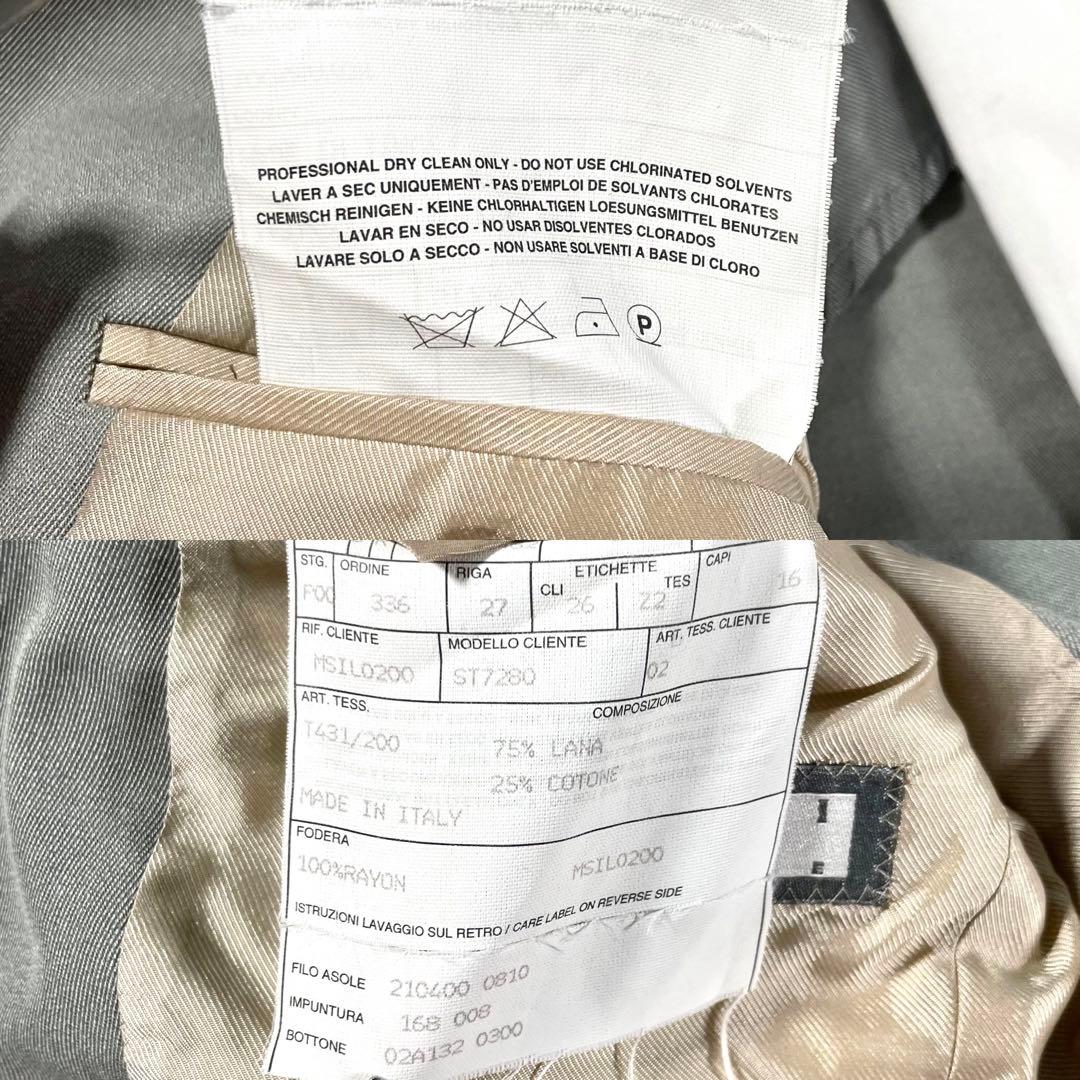 PROFESSIONAL DRY CLEAN ONLY - DO NOT USE CHLORINATED SOLVENTS
LAVER A SEC UNIQUEMENT - PAS D'EMPLOI DE SOLVANTS CHLORATES
CHEMISCH REINIGEN - KEINE CHLORHALTIGEN LOESUNGSMITTEL BENUTZEN
LAVAR EN SECO - NO USAR DISOLVENTES CLORADOS
LAVARE SOLO A SECCO - NON USARE SOLVENTI A BASE DI CLORO
P
STG. ORDINE RIGA ETICHETTE CAPI
CLI TES
336 27 26 22 16
RIF. CLIENTE MODELLO CLIENTE ART. TESS. CLIENTE
MSIL0200 ST7280 02
ART. TESS. COMPOSIZIONE
T431/200 75% LANA
25% COTONE
MADE IN ITALY
FODERA
100%RAYON MSIL0200
ISTRUZIONI LAVAGGIO SUL RETRO / CARE LABEL ON REVERSE SIDE
FILO ASOLE 210400 0810
IMPUNTURA 168 008
BOTTONE 02A132 0300